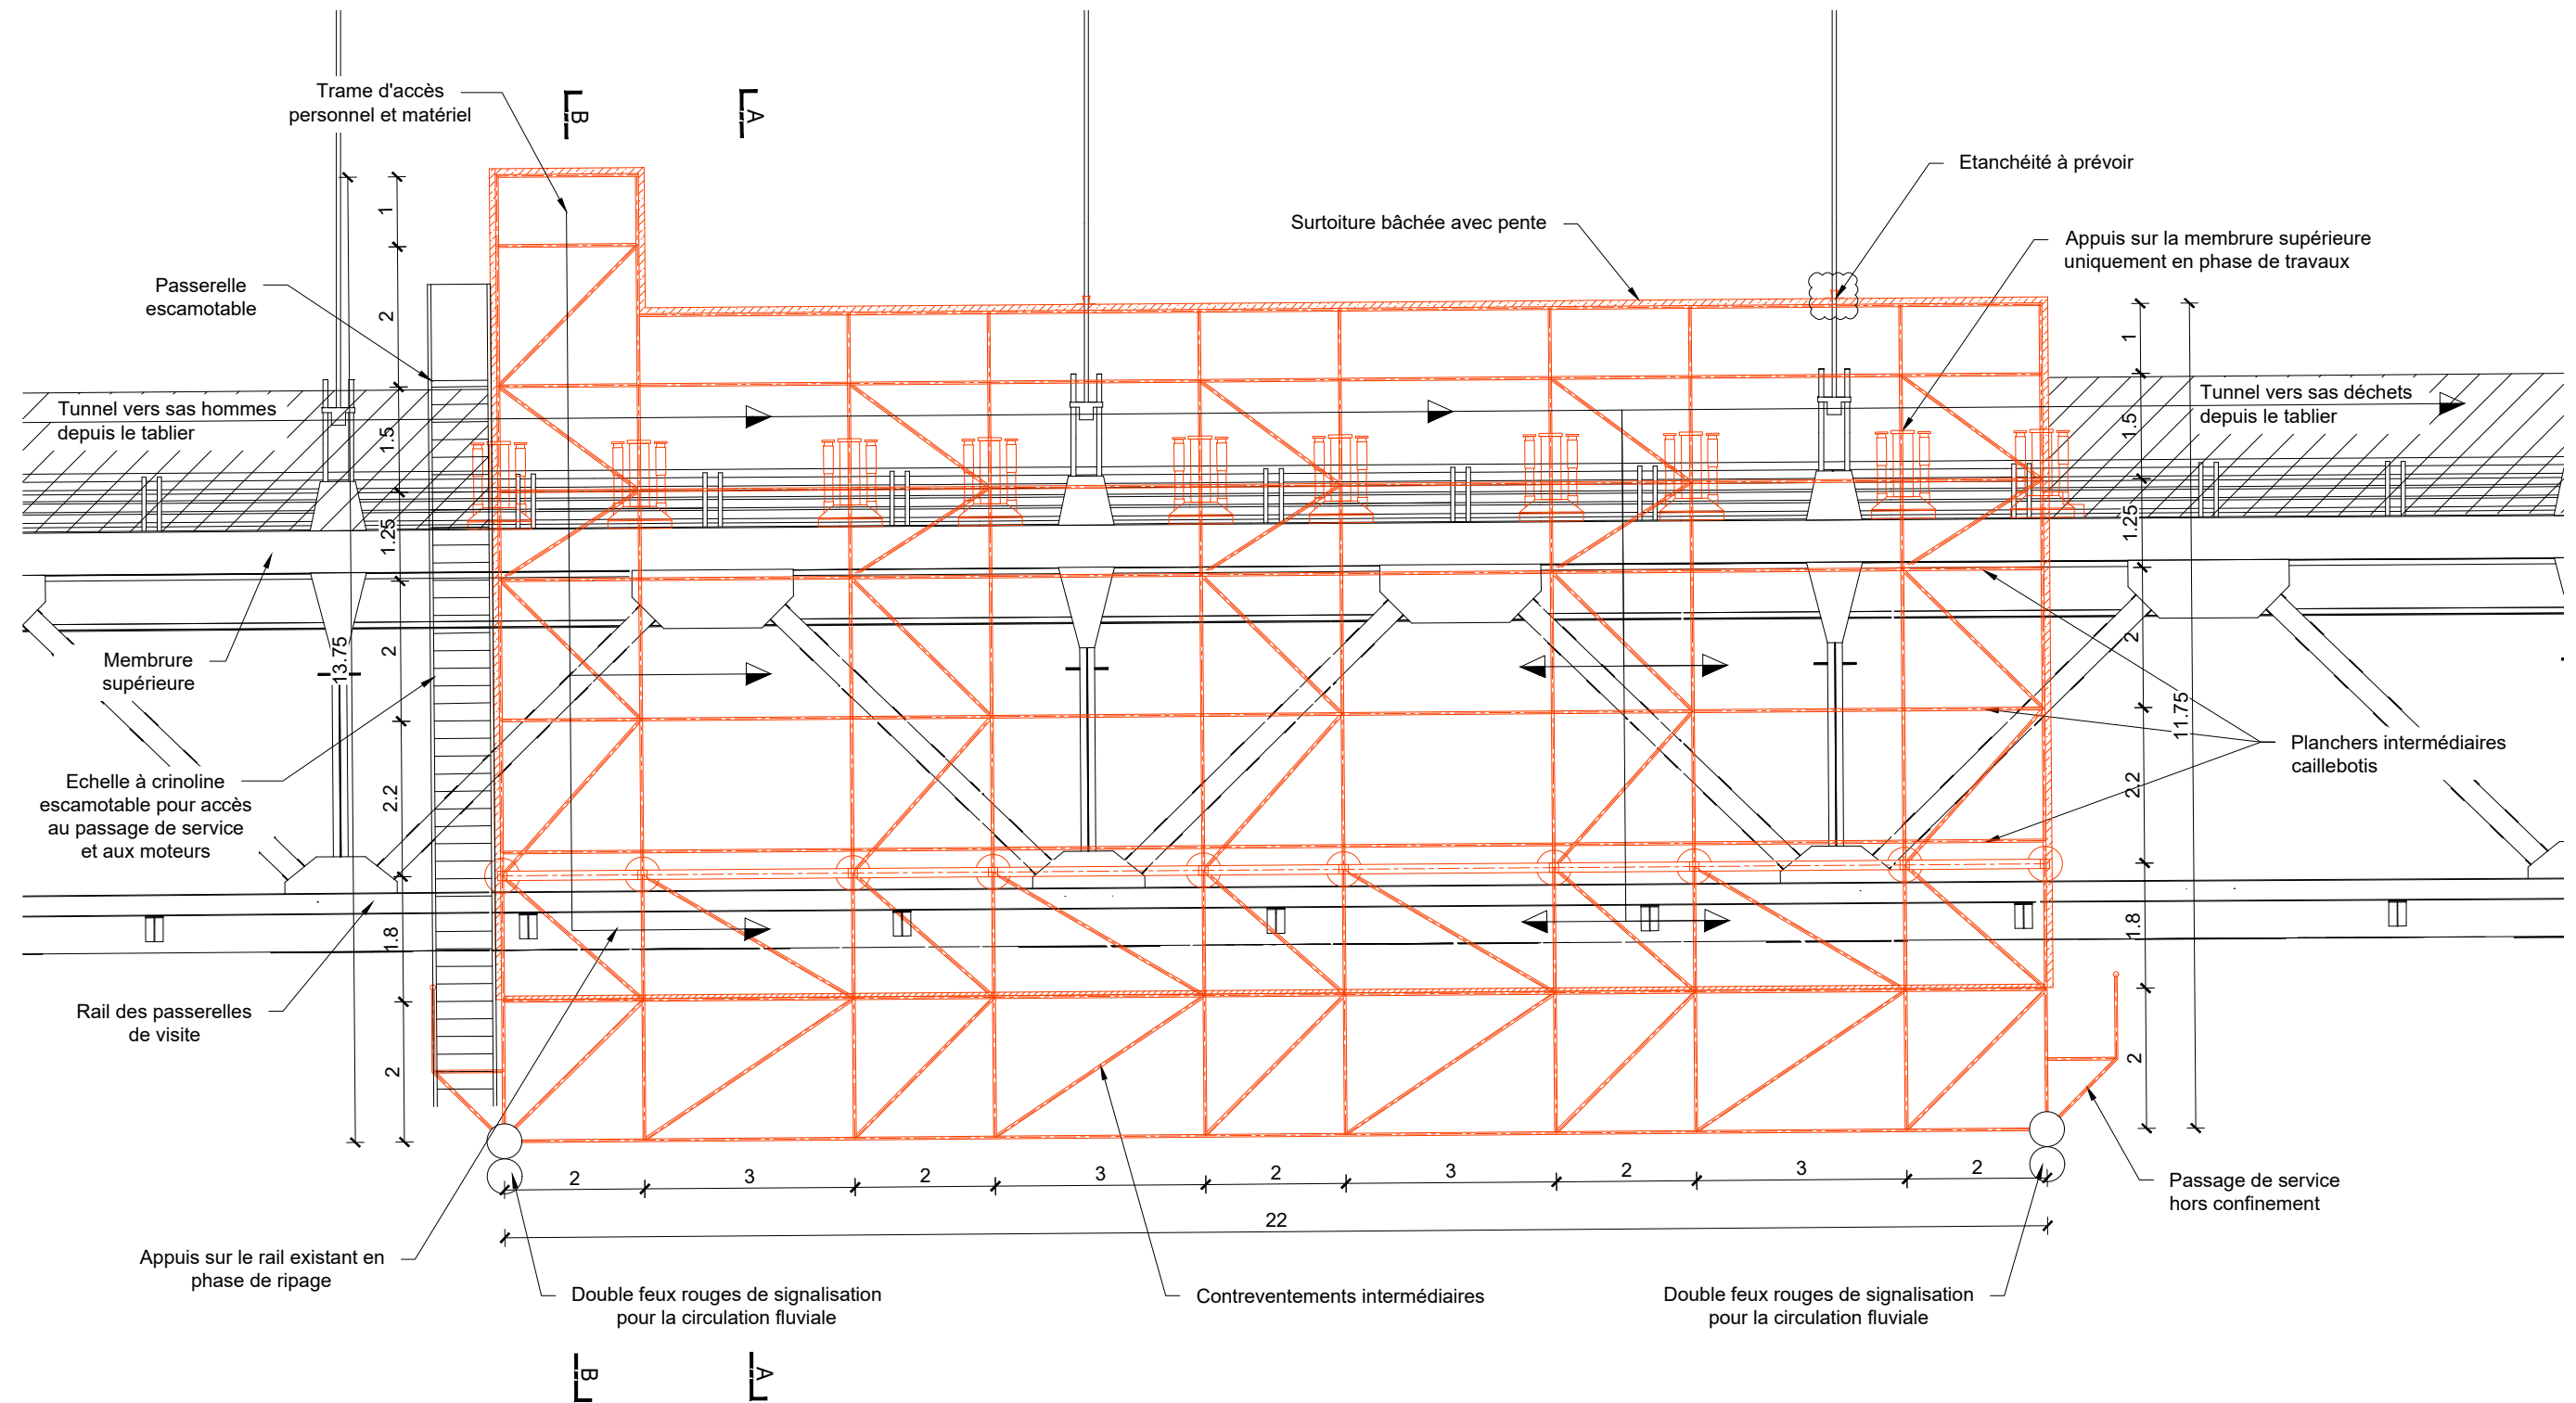 Trame d'accès
personnel et matériel
B
A
Etanchéité à prévoir
Surtoiture bâchée avec pente
Appuis sur la membrure supérieure
uniquement en phase de travaux
Passerelle
escamotable
Tunnel vers sas hommes
depuis le tablier
Tunnel vers sas déchets
depuis le tablier
1
2
1.5
1.25
2
2.2
1.8
2
13.75
1
1.5
1.25
2
2.2
1.8
2
11.75
Membrure
supérieure
Echelle à crinoline
escamotable pour accès
au passage de service
et aux moteurs
Planchers intermédiaires
caillebotis
Rail des passerelles
de visite
2
3
2
3
2
3
2
3
2
22
Passage de service
hors confinement
Appuis sur le rail existant en
phase de ripage
Double feux rouges de signalisation
pour la circulation fluviale
Contreventements intermédiaires
Double feux rouges de signalisation
pour la circulation fluviale
B
A